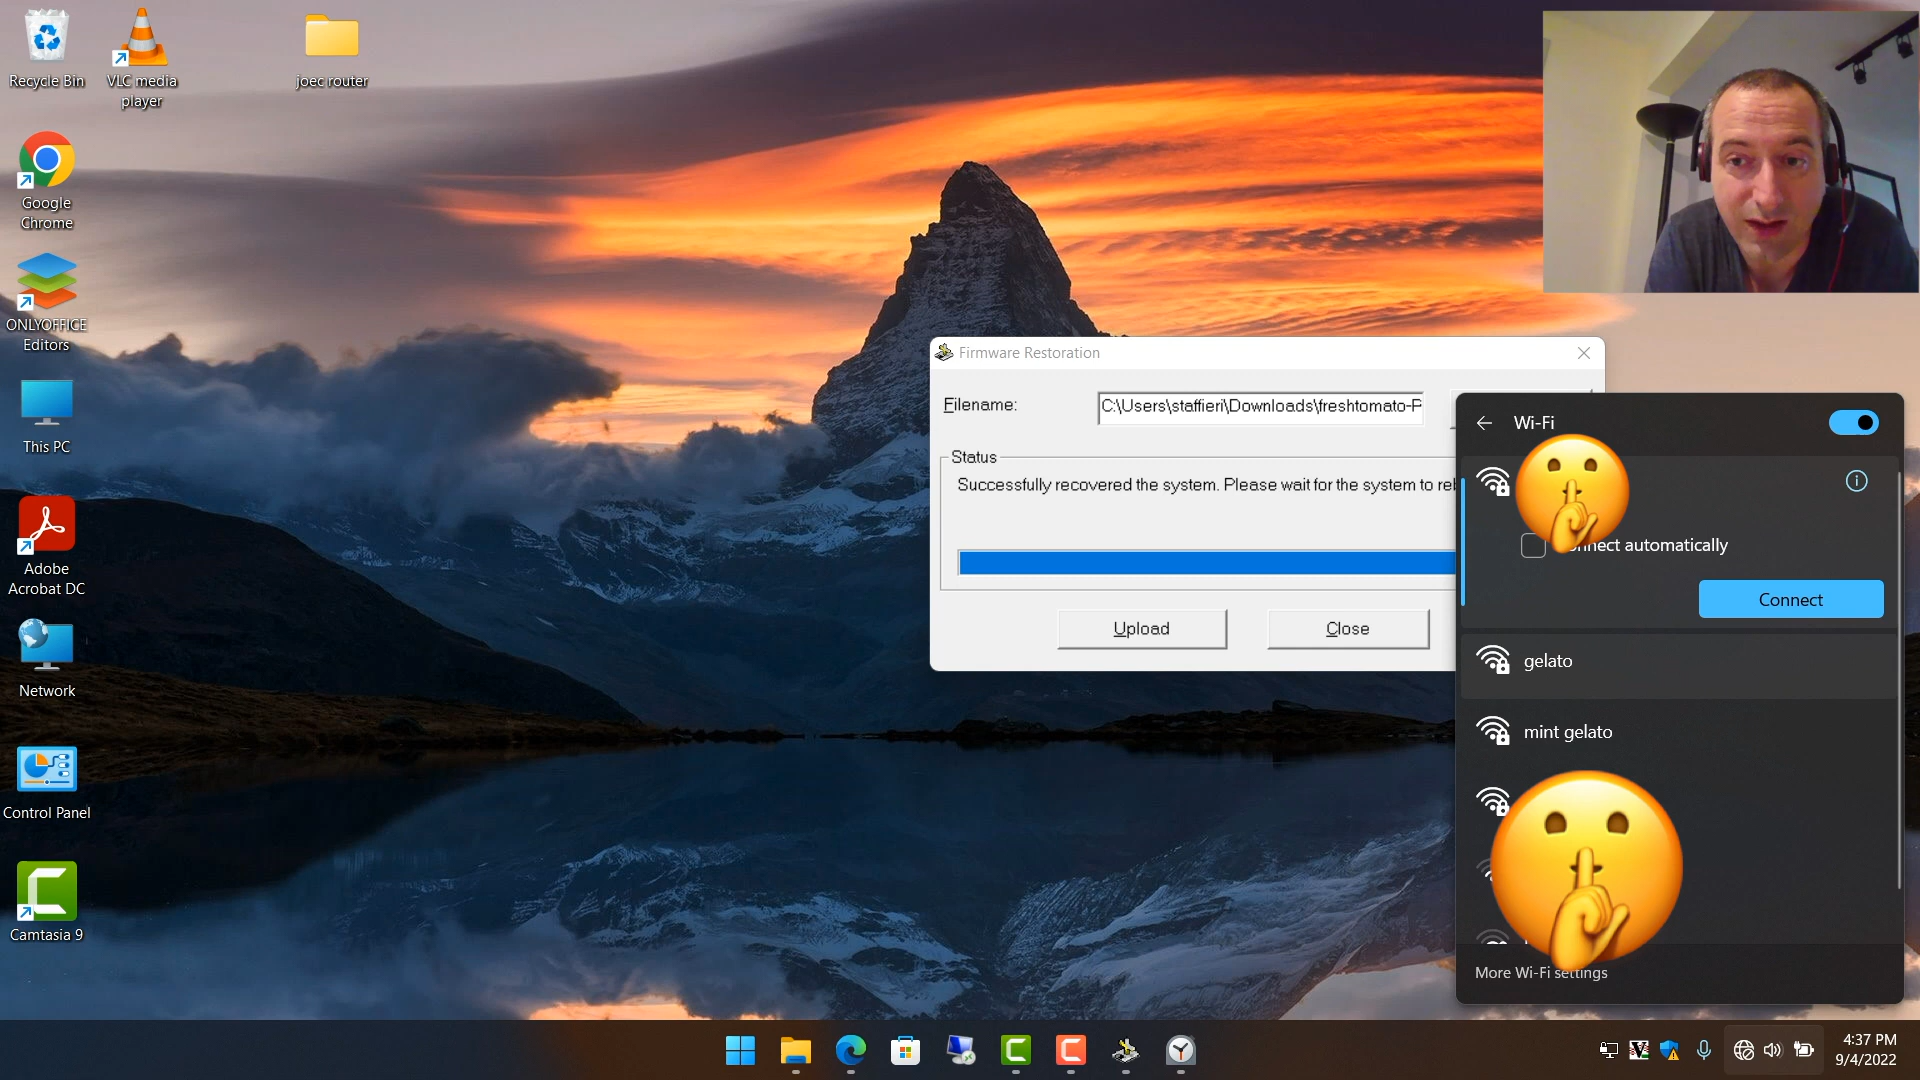 Recycle Bin
VLC media
player
joec router
Google
Chrome
ONLYOFFICE
Editors
This PC
Adobe
Acrobat DC
Network
Control Panel
Camtasia 9
Firmware Restoration
Filename:
C:\Users\staffieri\Downloads\freshtomato-
Status
Successfully recovered the system. Please wait for the system to
Upload
Close
Wi-Fi
automatically
Connect
gelato
mint gelato
More Wi-Fi settings
4:37 PM
9/4/2022